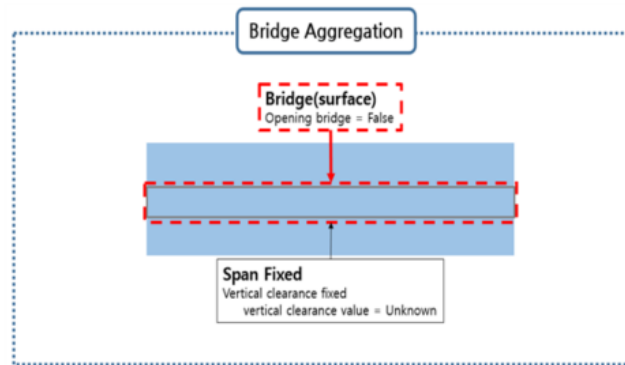 Bridge Aggregation
Bridge(surface)
Opening bridge = False
Span Fixed
Vertical clearance fixed
vertical clearance value = Unknown